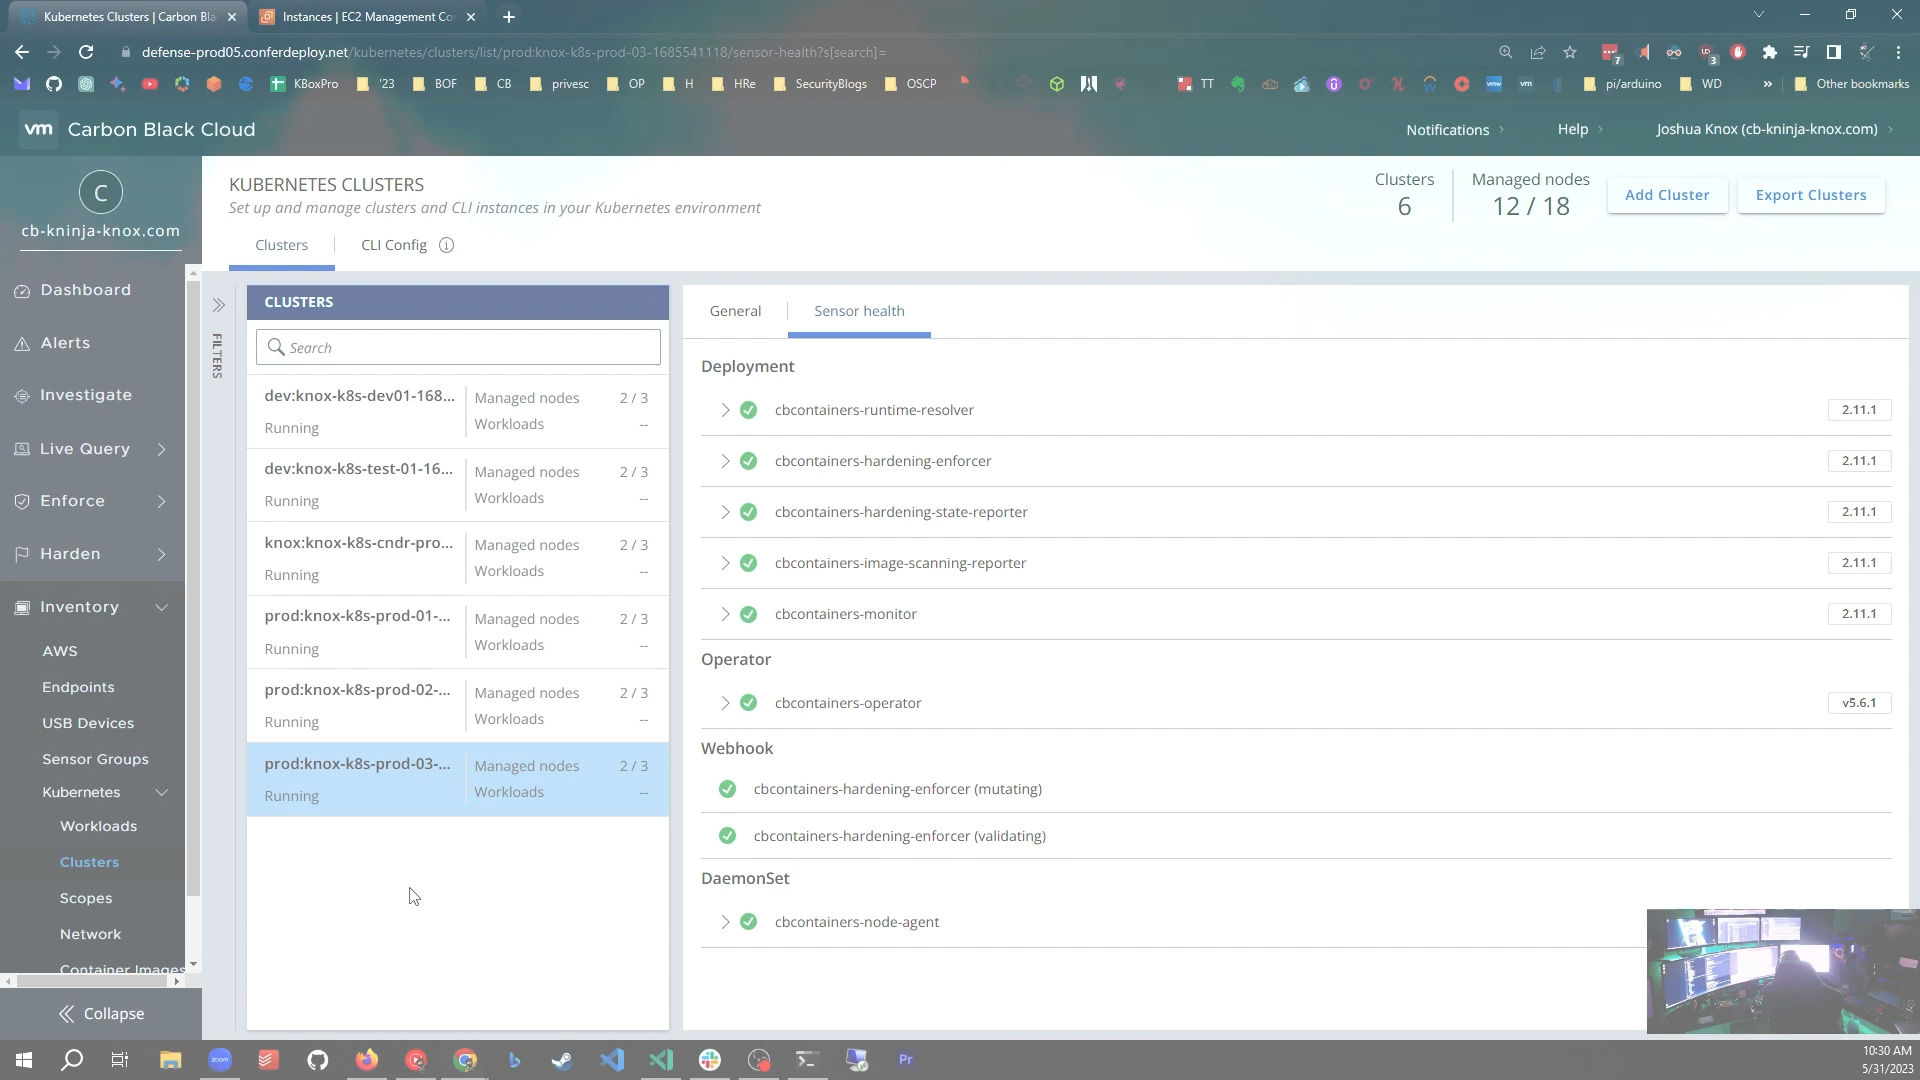 Kubernetes Clusters | Carbon Bla
Instances | EC2 Management Co
defense-prod05.conferdeploy.net/kubernetes/clusters/list/prod:knox-k8s-prod-03-1685541118/sensor-health?s[search]=
7
3
KBoxPro
'23
BOF
CB
privesc
OP
H
HRe
SecurityBlogs
OSCP
TT
pi/arduino
WD
»
Other bookmarks
vm Carbon Black Cloud
Notifications
Help
Joshua Knox (cb-kninja-knox.com)
C
cb-kninja-knox.com
KUBERNETES CLUSTERS
Set up and manage clusters and CLI instances in your Kubernetes environment
Clusters
6
Managed nodes
12 / 18
Add Cluster
Export Clusters
Clusters
CLI Config
Dashboard
Alerts
Investigate
Live Query
Enforce
Harden
Inventory
AWS
Endpoints
USB Devices
Sensor Groups
Kubernetes
Workloads
Clusters
Scopes
Network
Container Images
Collapse
FILTERS
CLUSTERS
Search
dev:knox-k8s-dev01-168...
Running
Managed nodes 2 / 3
Workloads --
dev:knox-k8s-test-01-16...
Running
Managed nodes 2 / 3
Workloads --
knox:knox-k8s-cndr-pro...
Running
Managed nodes 2 / 3
Workloads --
prod:knox-k8s-prod-01-...
Running
Managed nodes 2 / 3
Workloads --
prod:knox-k8s-prod-02-...
Running
Managed nodes 2 / 3
Workloads --
prod:knox-k8s-prod-03-...
Running
Managed nodes 2 / 3
Workloads --
General
Sensor health
Deployment
cbcontainers-runtime-resolver 2.11.1
cbcontainers-hardening-enforcer 2.11.1
cbcontainers-hardening-state-reporter 2.11.1
cbcontainers-image-scanning-reporter 2.11.1
cbcontainers-monitor 2.11.1
Operator
cbcontainers-operator v5.6.1
Webhook
cbcontainers-hardening-enforcer (mutating)
cbcontainers-hardening-enforcer (validating)
DaemonSet
cbcontainers-node-agent
zoom
Pr
10:30 AM
5/31/2023